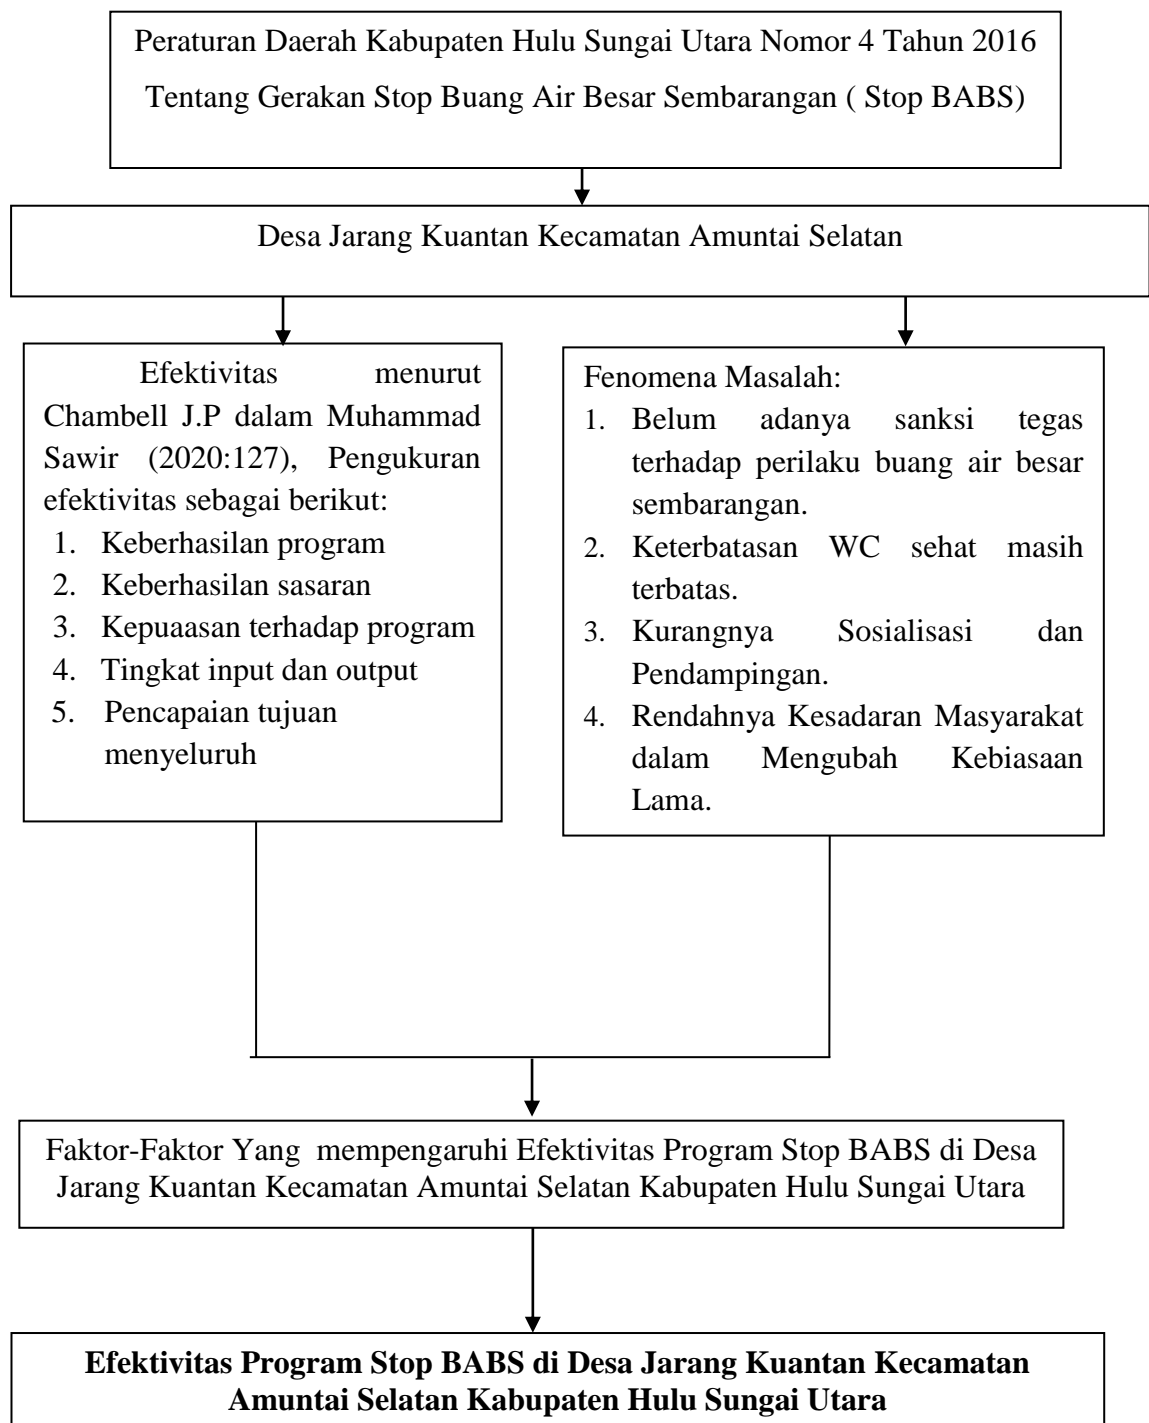 Peraturan Daerah Kabupaten Hulu Sungai Utara Nomor 4 Tahun 2016
Tentang Gerakan Stop Buang Air Besar Sembarangan ( Stop BABS)
Desa Jarang Kuantan Kecamatan Amuntai Selatan
Efektivitas menurut
Chambell J.P dalam Muhammad
Sawir (2020:127), Pengukuran
efektivitas sebagai berikut:
1. Keberhasilan program
2. Keberhasilan sasaran
3. Kepuaasan terhadap program
4. Tingkat input dan output
5. Pencapaian tujuan
menyeluruh
Fenomena Masalah:
1. Belum adanya sanksi tegas
terhadap perilaku buang air besar
sembarangan.
2. Keterbatasan WC sehat masih
terbatas.
3. Kurangnya Sosialisasi dan
Pendampingan.
4. Rendahnya Kesadaran Masyarakat
dalam Mengubah Kebiasaan
Lama.
Faktor-Faktor Yang mempengaruhi Efektivitas Program Stop BABS di Desa
Jarang Kuantan Kecamatan Amuntai Selatan Kabupaten Hulu Sungai Utara
Efektivitas Program Stop BABS di Desa Jarang Kuantan Kecamatan
Amuntai Selatan Kabupaten Hulu Sungai Utara